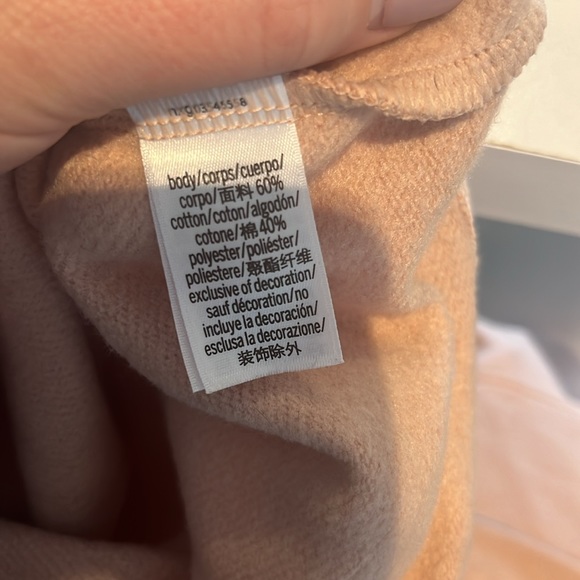 body/corps/cuerpo/
corpo/面料 60%
cotton/coton/algodón/
cotone/棉 40%
polyester/poliéster/
poliestere/聚酯纤维
exclusive of decoration/
sauf décoration/no
incluye la decoración/
esclusa la decorazione/
装饰除外